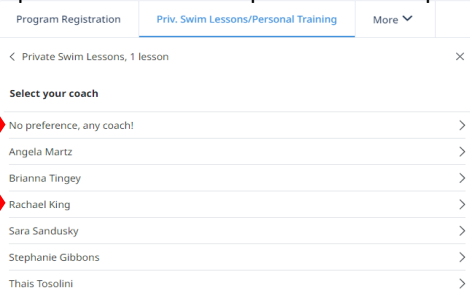 Program Registration Priv. Swim Lessons/Personal Training More
Private Swim Lessons, 1 lesson
Select your coach
No preference, any coach!
Angela Martz
Brianna Tingey
Rachael King
Sara Sandusky
Stephanie Gibbons
Thais Tosolini